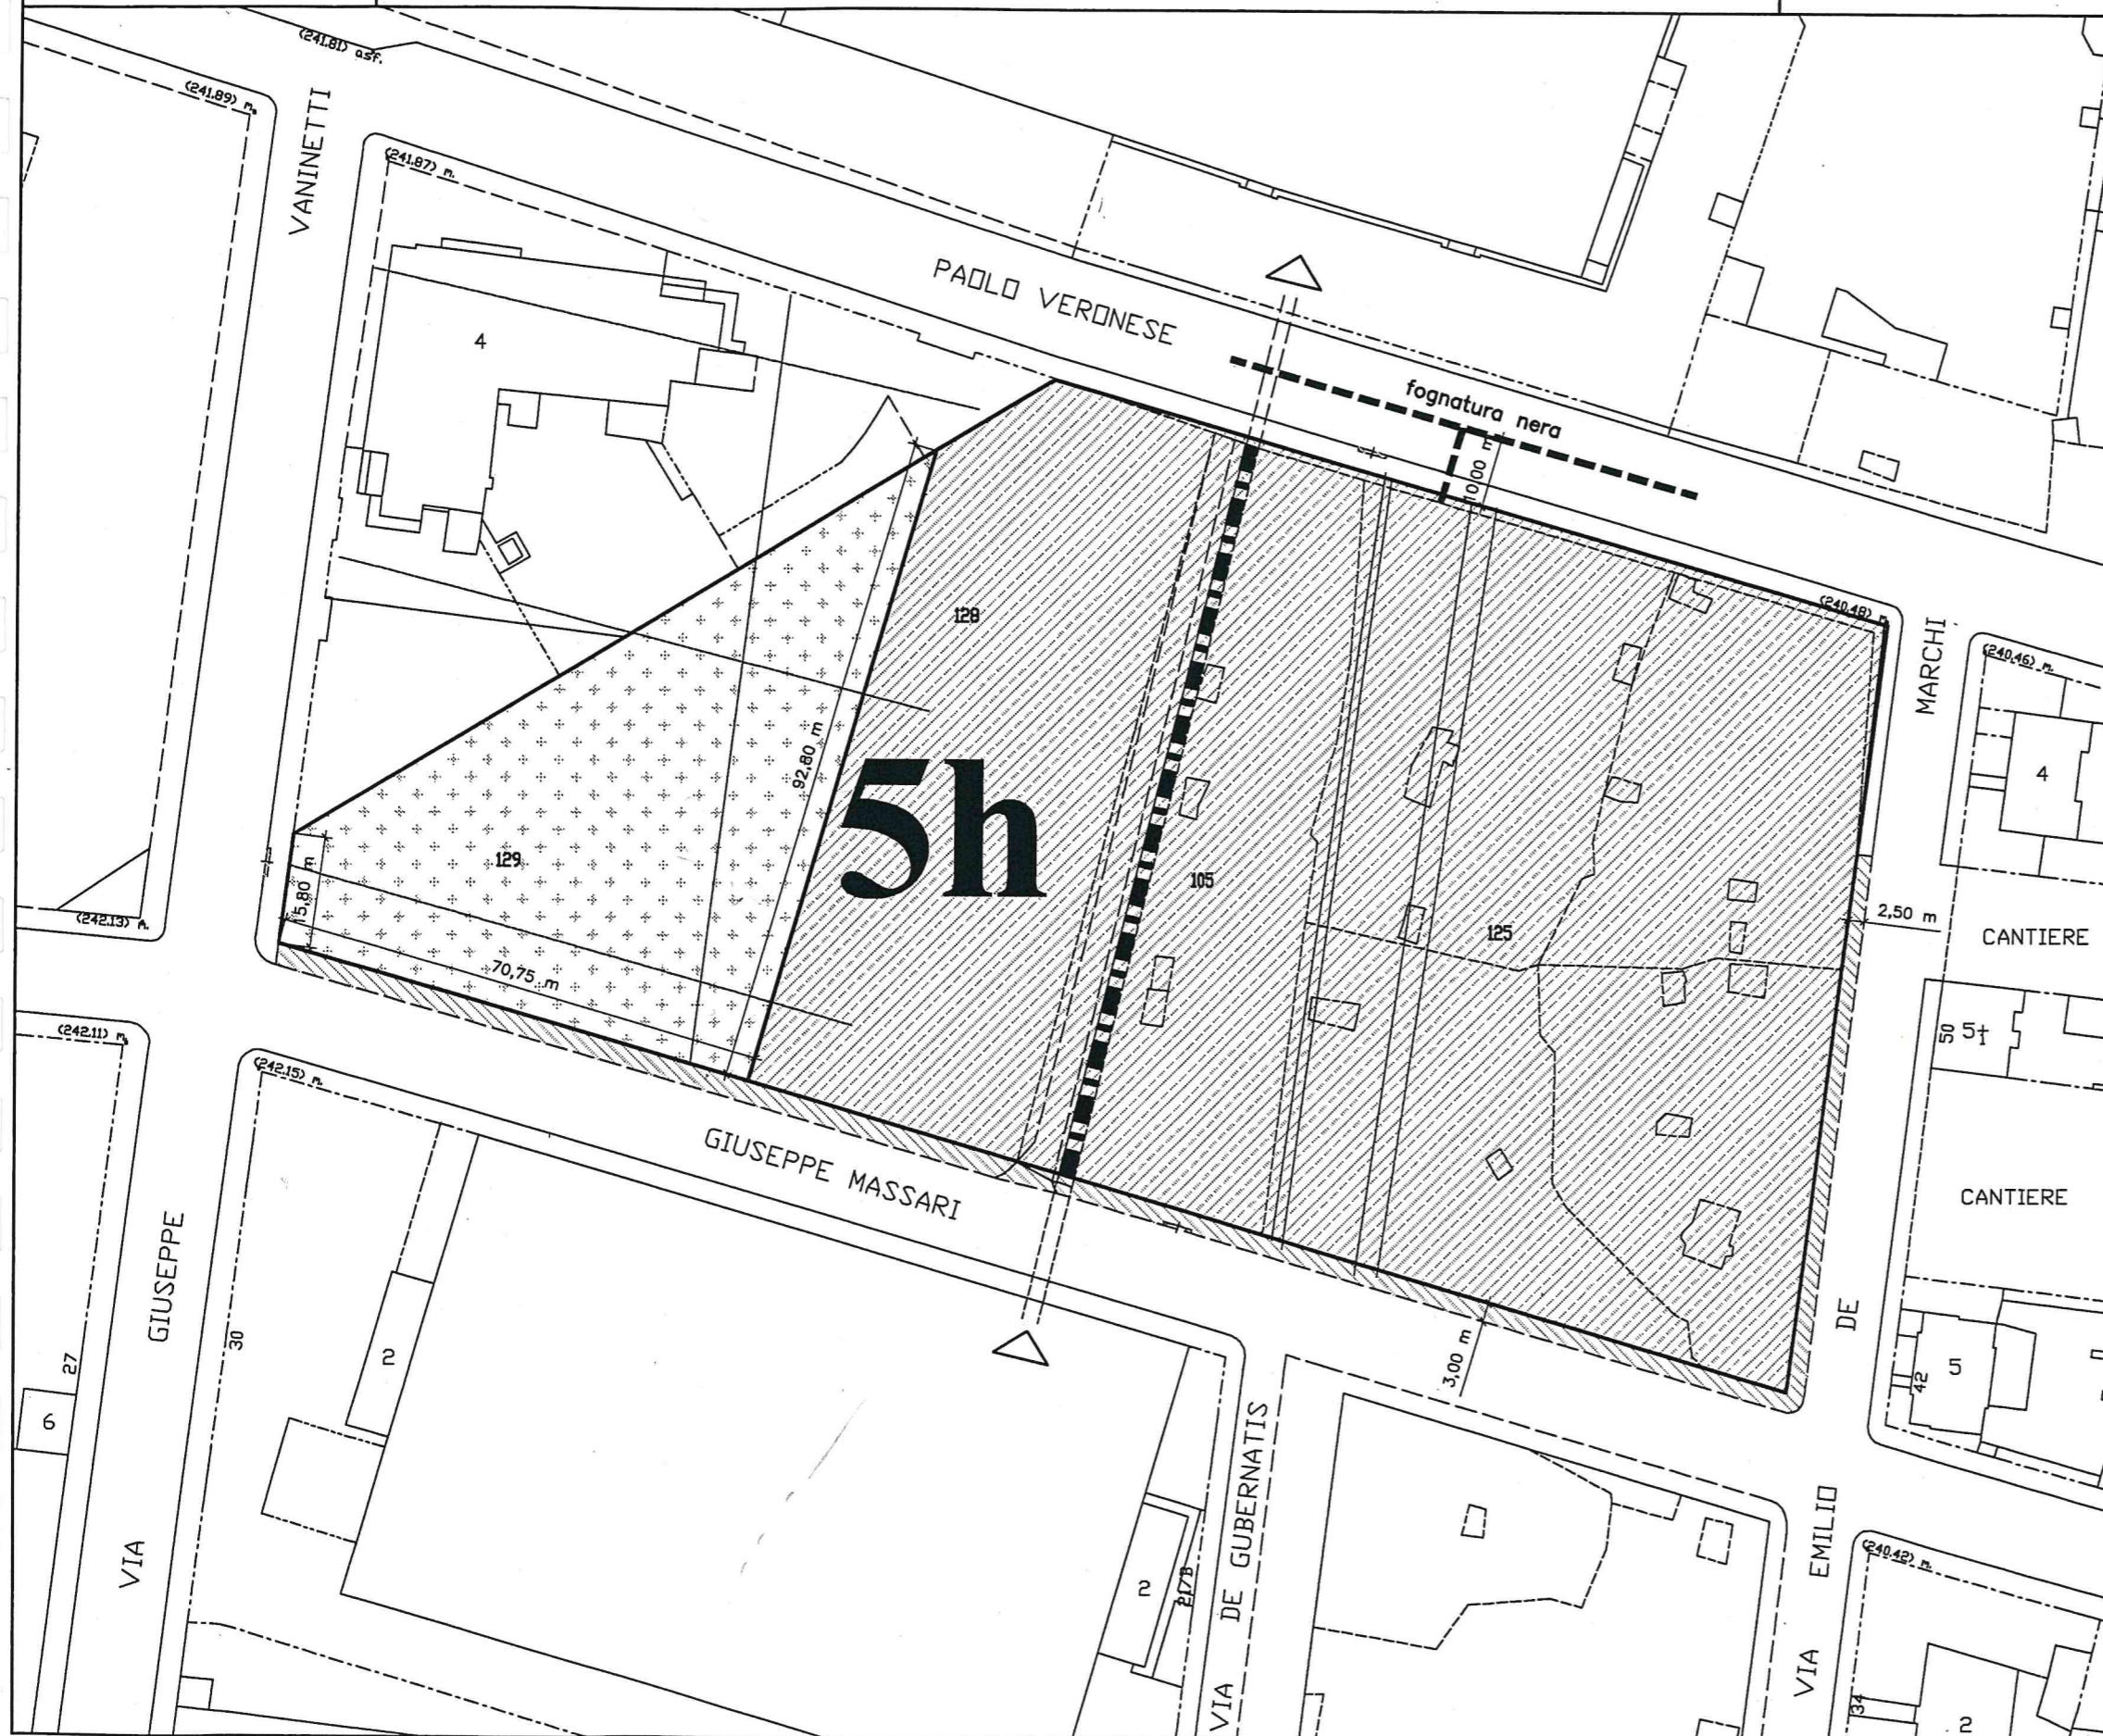 (241.81) asf.
(241.89) m.
VANINETTI
(241.87) m.
4
PAOLO VERONESE
fognatura nera
10,00 m
128
(240.48) m.
MARCHI
(240.46) m.
4
92,80 m
5h
129
15,80 m
105
125
2,50 m
CANTIERE
(242.13) m.
70,75 m
(242.11) m.
50
5t
(242.15) m.
GIUSEPPE MASSARI
CANTIERE
GIUSEPPE
30
27
2
3,00 m
DE
5
42
6
VIA
DE GUBERNATIS
EMILIO
(240.42) m.
2
217/B
VIA
VIA
34
2